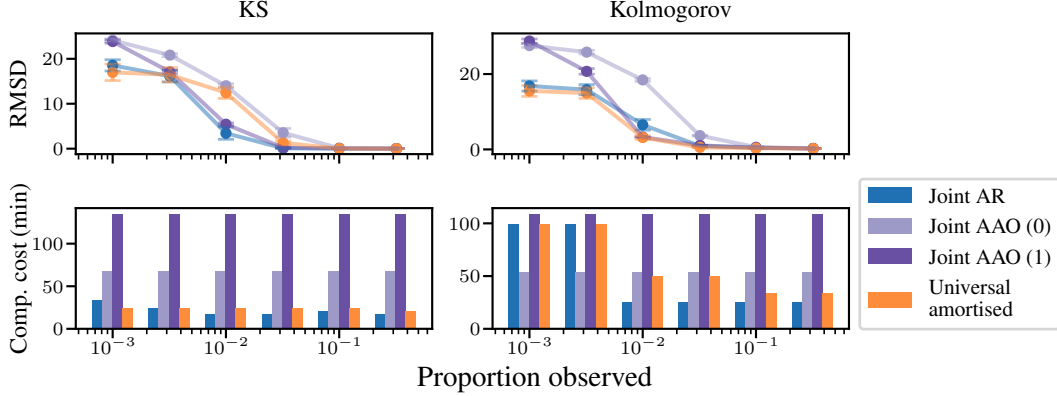 KS
Kolmogorov
RMSD
20
10
0
20
0
Comp. cost (min)
100
50
0
100
50
0
10⁻³
10⁻²
10⁻¹
10⁻³
10⁻²
10⁻¹
Proportion observed
Joint AR
Joint AAO (0)
Joint AAO (1)
Universal
amortised